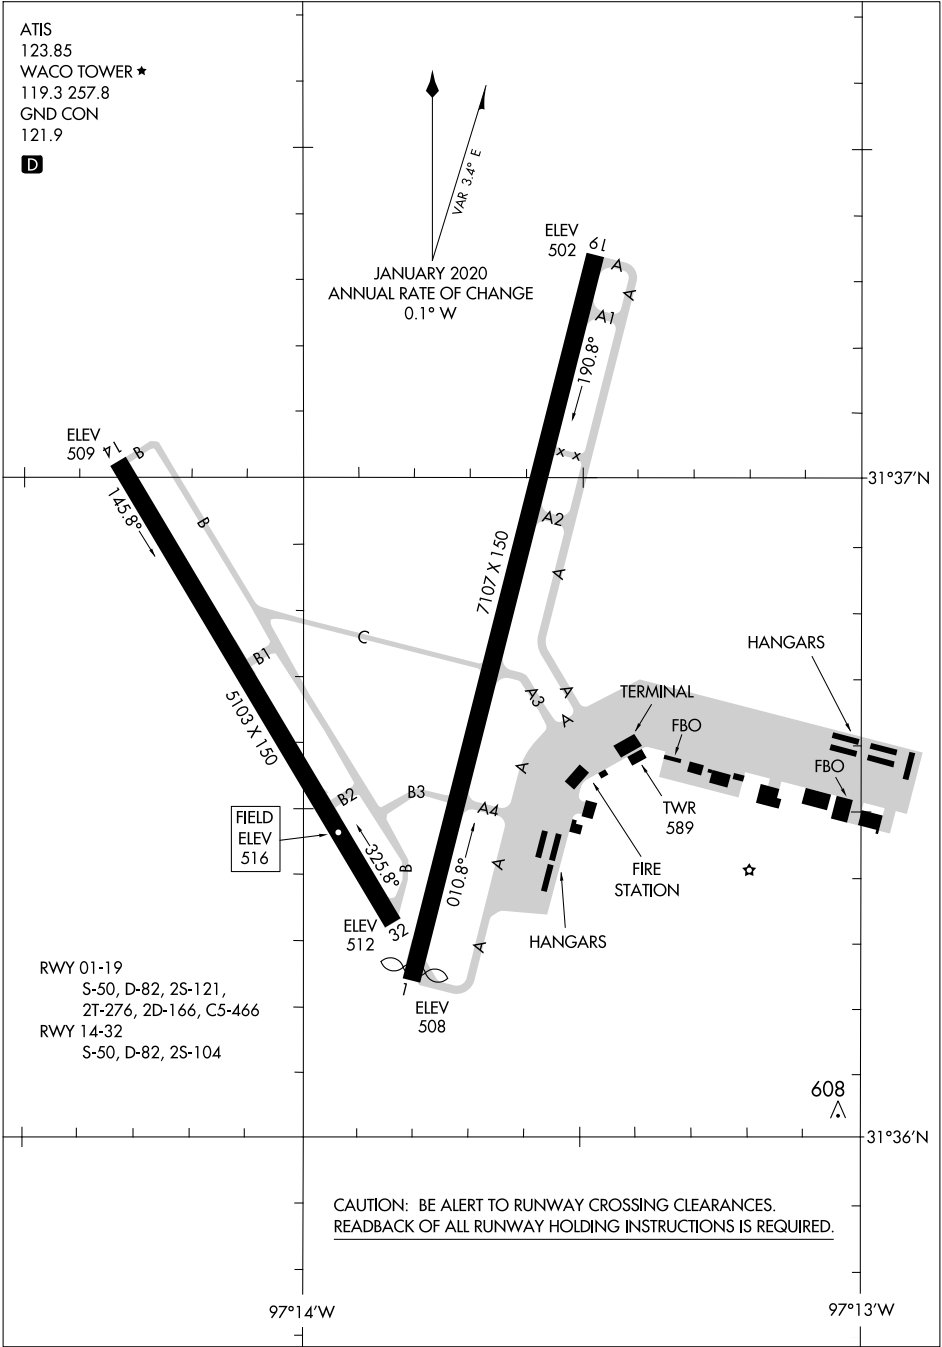 ATIS
123.85
WACO TOWER ★
119.3 257.8
GND CON
121.9
D
VAR 3.4° E
JANUARY 2020
ANNUAL RATE OF CHANGE
0.1° W
ELEV
502
19
A
A
A1
190.8°
x x
ELEV
509
14
B
145.8°
B
31°37'N
A2
7107 X 150
A
C
B1
HANGARS
A3
A
A
TERMINAL
FBO
5103 X 150
A
FBO
B2
B3
A4
TWR
589
FIELD
ELEV
516
325.8°
B
010.8°
A
FIRE
STATION
ELEV
512
32
A
HANGARS
RWY 01-19
S-50, D-82, 2S-121,
2T-276, 2D-166, C5-466
RWY 14-32
S-50, D-82, 2S-104
1
ELEV
508
608
31°36'N
CAUTION: BE ALERT TO RUNWAY CROSSING CLEARANCES.
READBACK OF ALL RUNWAY HOLDING INSTRUCTIONS IS REQUIRED.
97°14'W
97°13'W